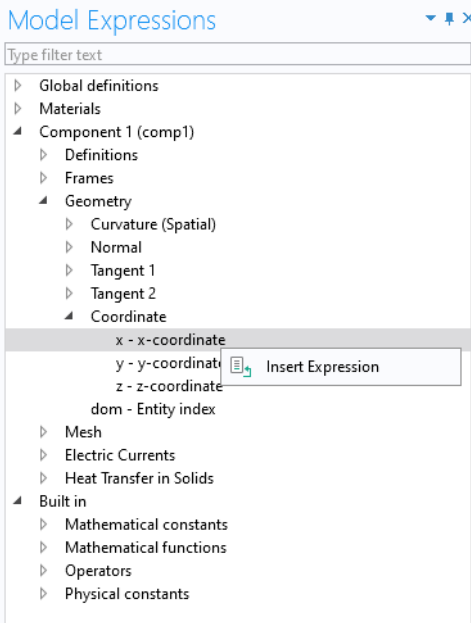 Model Expressions
Type filter text
Global definitions
Materials
Component 1 (comp1)
Definitions
Frames
Geometry
Curvature (Spatial)
Normal
Tangent 1
Tangent 2
Coordinate
x - x-coordinate
y - y-coordinate
Insert Expression
z - z-coordinate
dom - Entity index
Mesh
Electric Currents
Heat Transfer in Solids
Built in
Mathematical constants
Mathematical functions
Operators
Physical constants